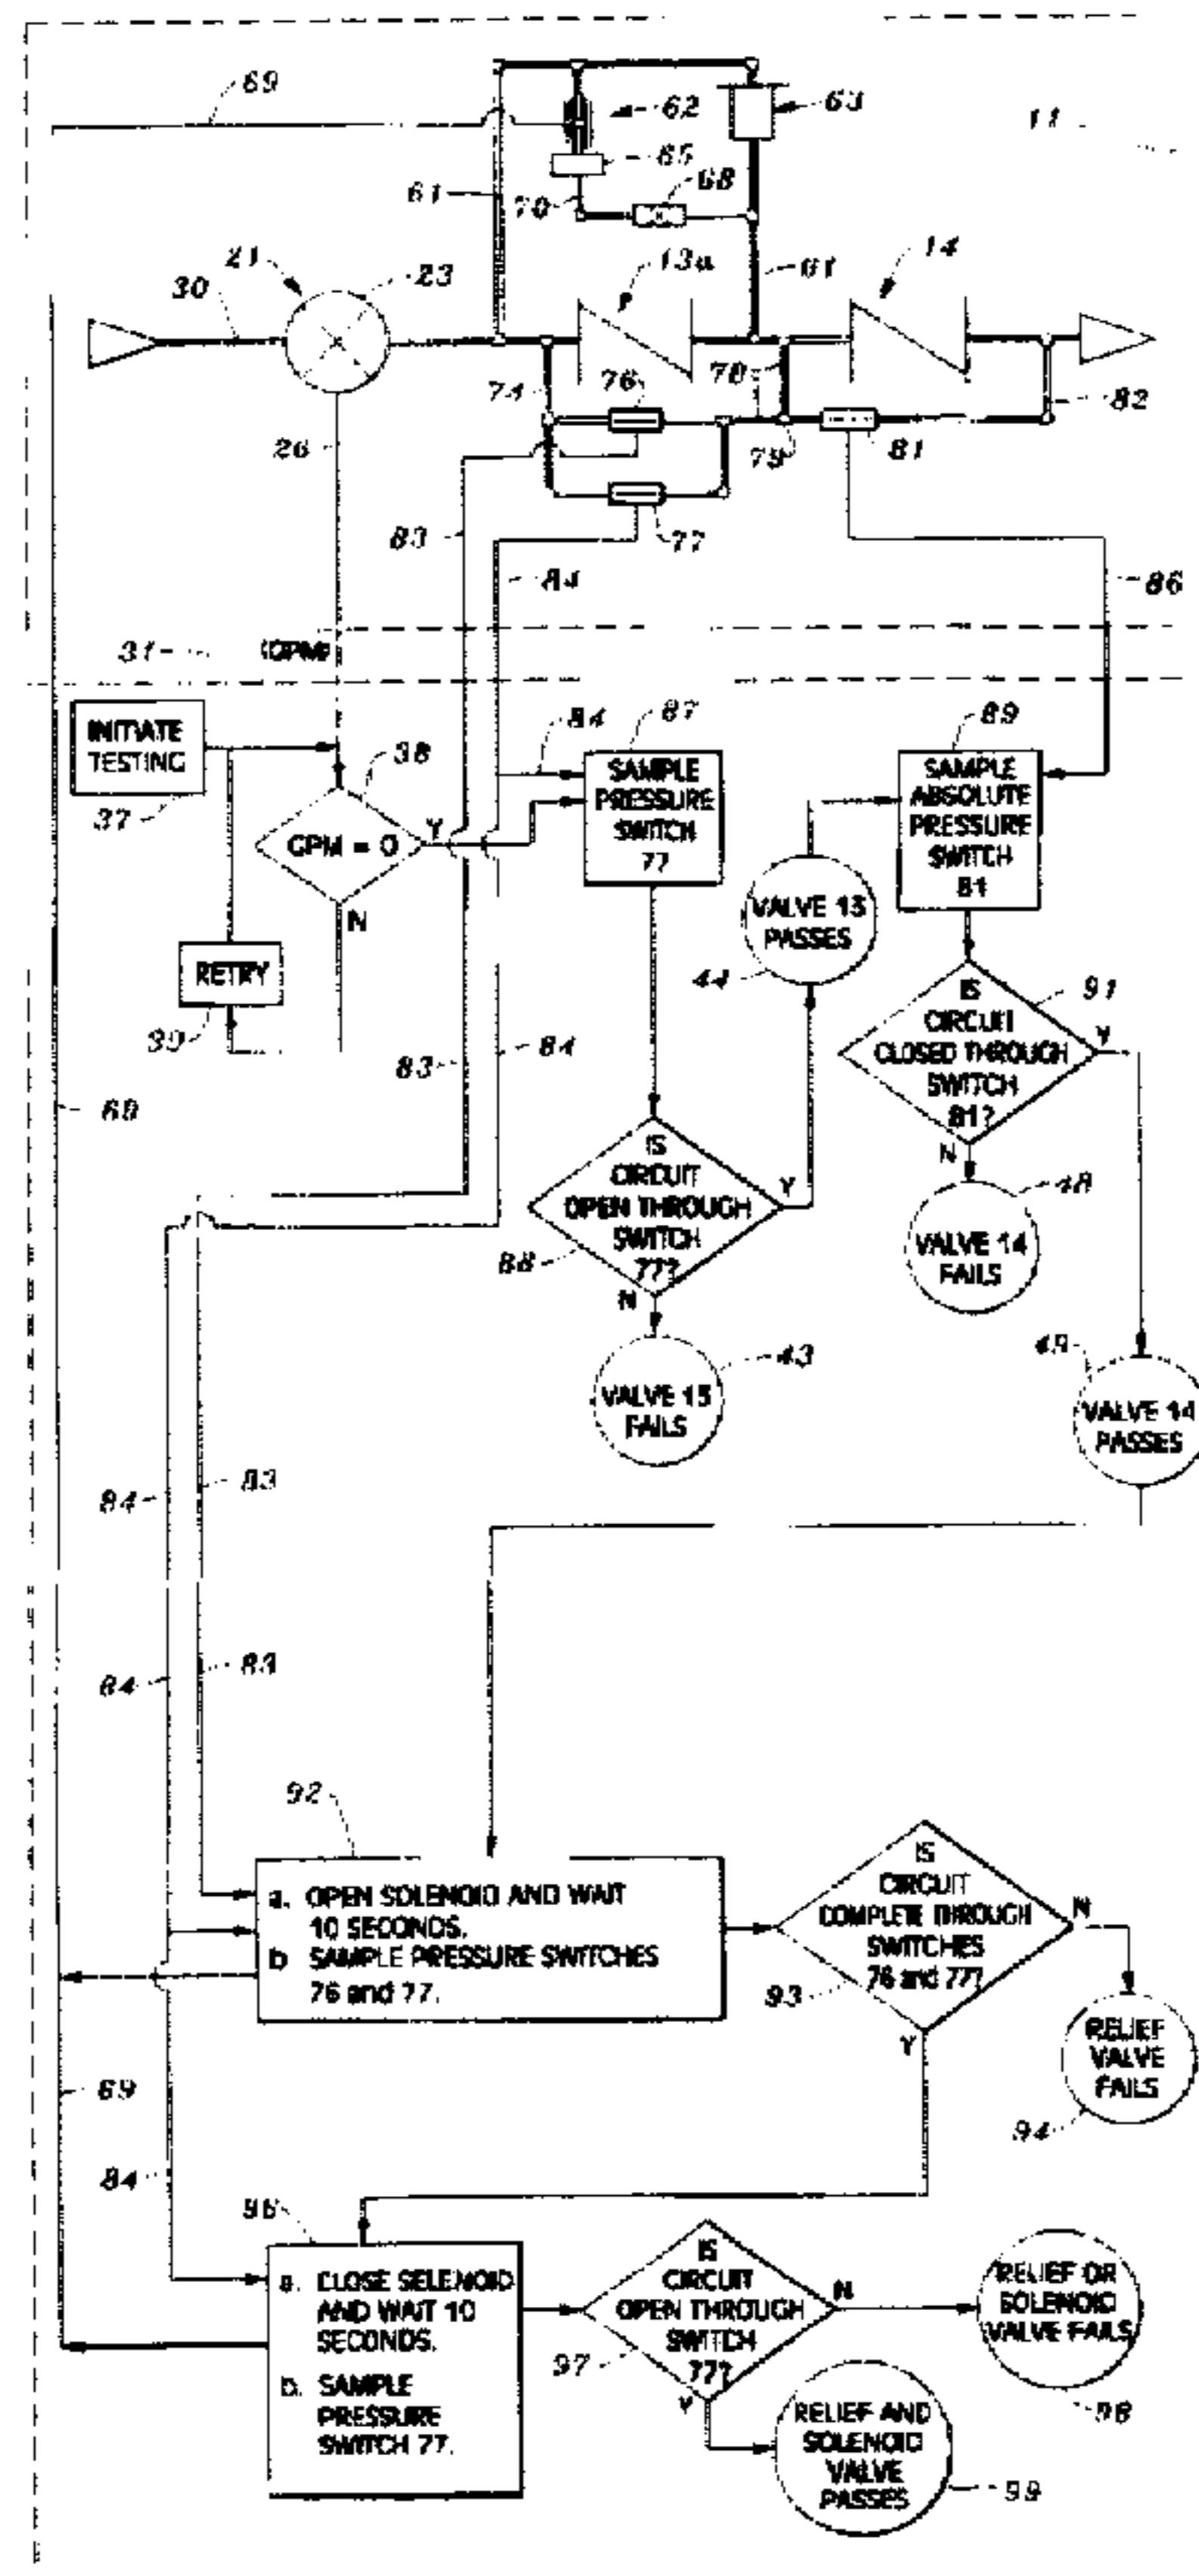 69
62
63
11
65
61
70
68
21
23
13a
61
14
30
74
76
78
82
26
79
81
83
77
84
86
37
(GPM)
INITIATE
TESTING
37
38
GPM = 0
Y
N
RETRY
84
87
SAMPLE
PRESSURE
SWITCH
77
89
SAMPLE
ABSOLUTE
PRESSURE
SWITCH
81
VALVE 13
PASSES
44
91
IS
CIRCUIT
CLOSED THROUGH
SWITCH
81?
Y
N
83
84
69
IS
CIRCUIT
OPEN THROUGH
SWITCH
77?
Y
N
88
48
VALVE 14
FAILS
43
VALVE 13
FAILS
49
VALVE 14
PASSES
84
83
84
83
92
a. OPEN SOLENOID AND WAIT
10 SECONDS.
b SAMPLE PRESSURE SWITCHES
76 and 77.
IS
CIRCUIT
COMPLETE THROUGH
SWITCHES
76 and 77?
N
93
Y
RELIEF
VALVE
FAILS
94
69
84
96
a. CLOSE SELENOID
AND WAIT 10
SECONDS.
b. SAMPLE
PRESSURE
SWITCH 77.
IS
CIRCUIT
OPEN THROUGH
SWITCH
77?
N
97
Y
RELIEF OR
SOLENOID
VALVE FAILS
98
RELIEF AND
SOLENOID
VALVE
PASSES
99